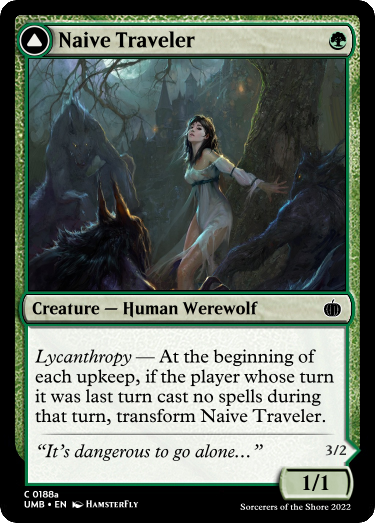 Naive Traveler
Creature — Human Werewolf
Lycanthropy — At the beginning of
each upkeep, if the player whose turn
it was last turn cast no spells during
that turn, transform Naive Traveler.
“It’s dangerous to go alone…”
3/2
1/1
C 0188a
UMB • EN HamsterFly
Sorcerers of the Shore 2022